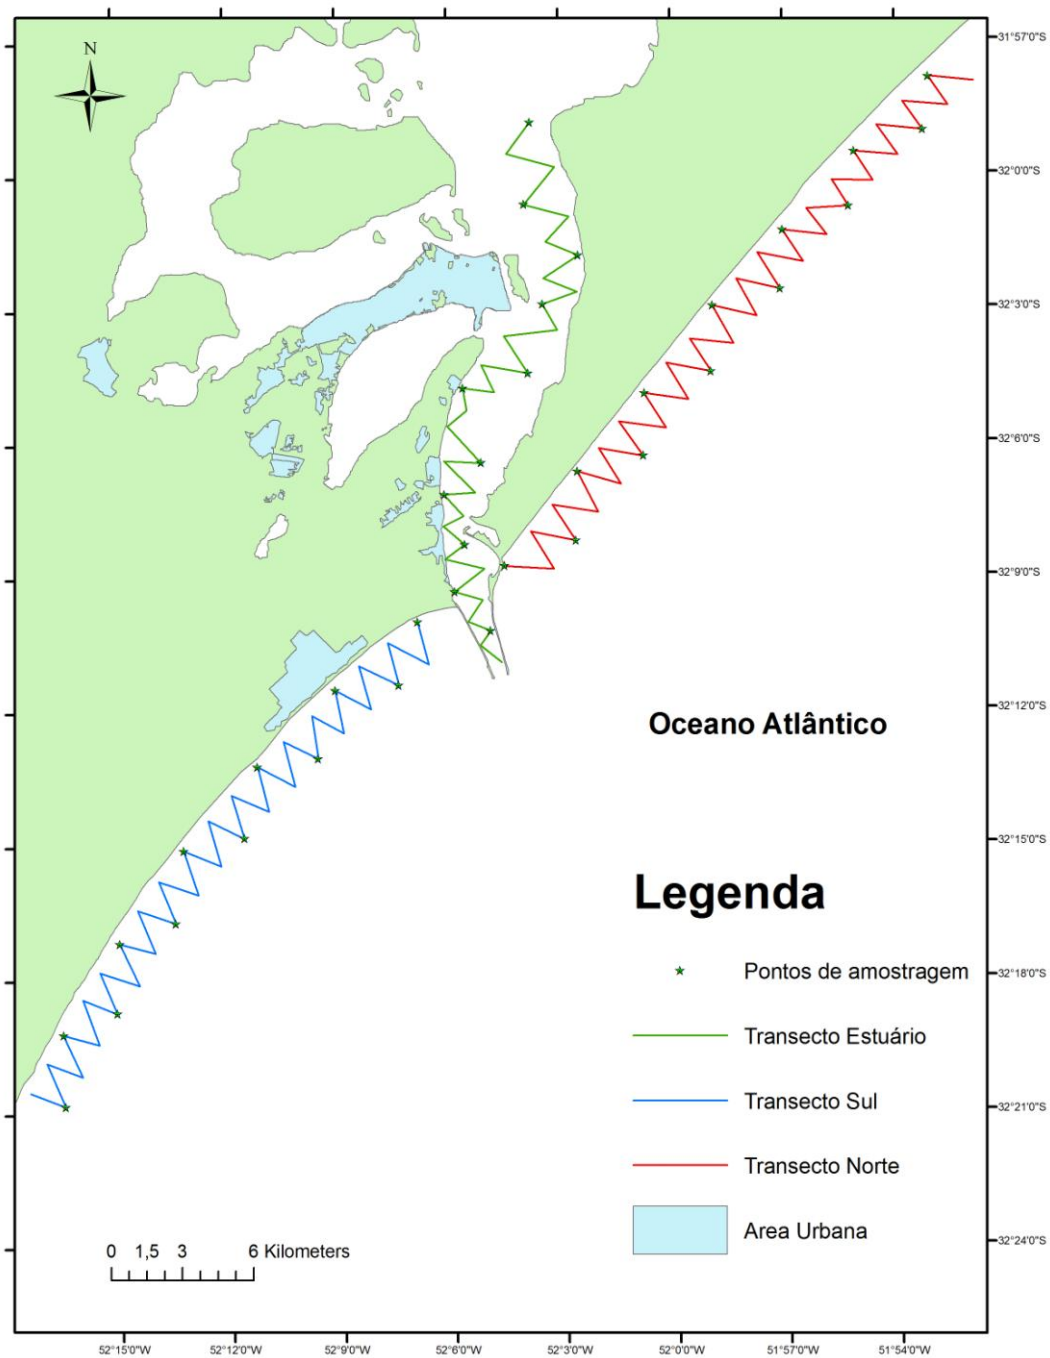 N
31°57'0"S
32°0'0"S
32°3'0"S
32°6'0"S
32°9'0"S
32°12'0"S
Oceano Atlântico
32°15'0"S
Legenda
Pontos de amostragem
32°18'0"S
Transecto Estuário
Transecto Sul
32°21'0"S
Transecto Norte
Area Urbana
32°24'0"S
0 1,5 3 6 Kilometers
52°15'0"W 52°12'0"W 52°9'0"W 52°6'0"W 52°3'0"W 52°0'0"W 51°57'0"W 51°54'0"W